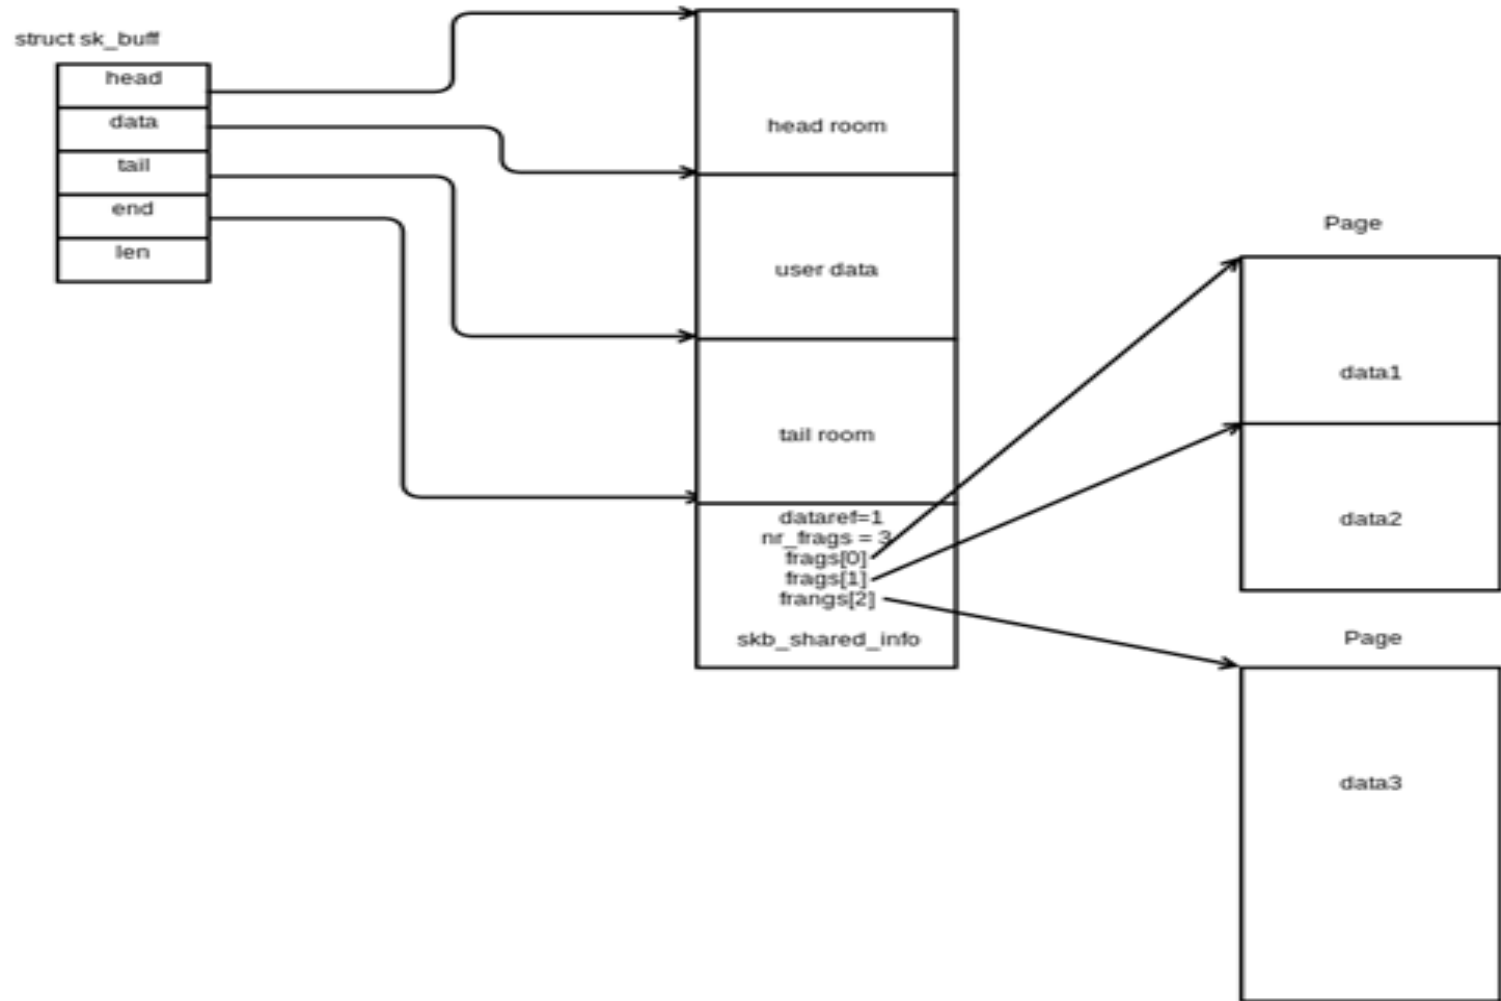 struct sk_buff
head
data
tail
end
len
head room
user data
tail room
dataref=1
nr_frags = 3
frags[0]
frags[1]
frangs[2]
skb_shared_info
Page
data1
data2
Page
data3